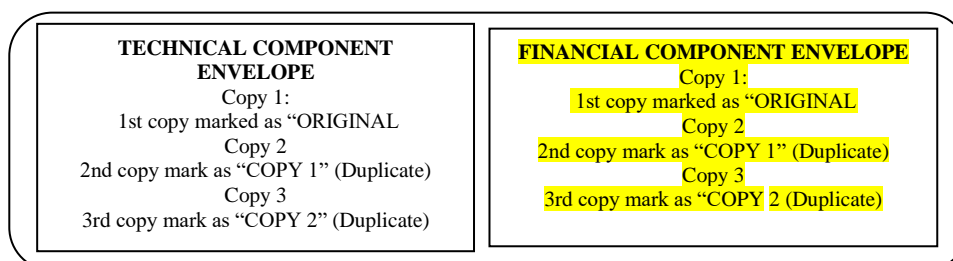 TECHNICAL COMPONENT
ENVELOPE
Copy 1:
1st copy marked as “ORIGINAL
Copy 2
2nd copy mark as “COPY 1” (Duplicate)
Copy 3
3rd copy mark as “COPY 2” (Duplicate)
FINANCIAL COMPONENT ENVELOPE
Copy 1:
1st copy marked as “ORIGINAL
Copy 2
2nd copy mark as “COPY 1” (Duplicate)
Copy 3
3rd copy mark as “COPY 2 (Duplicate)